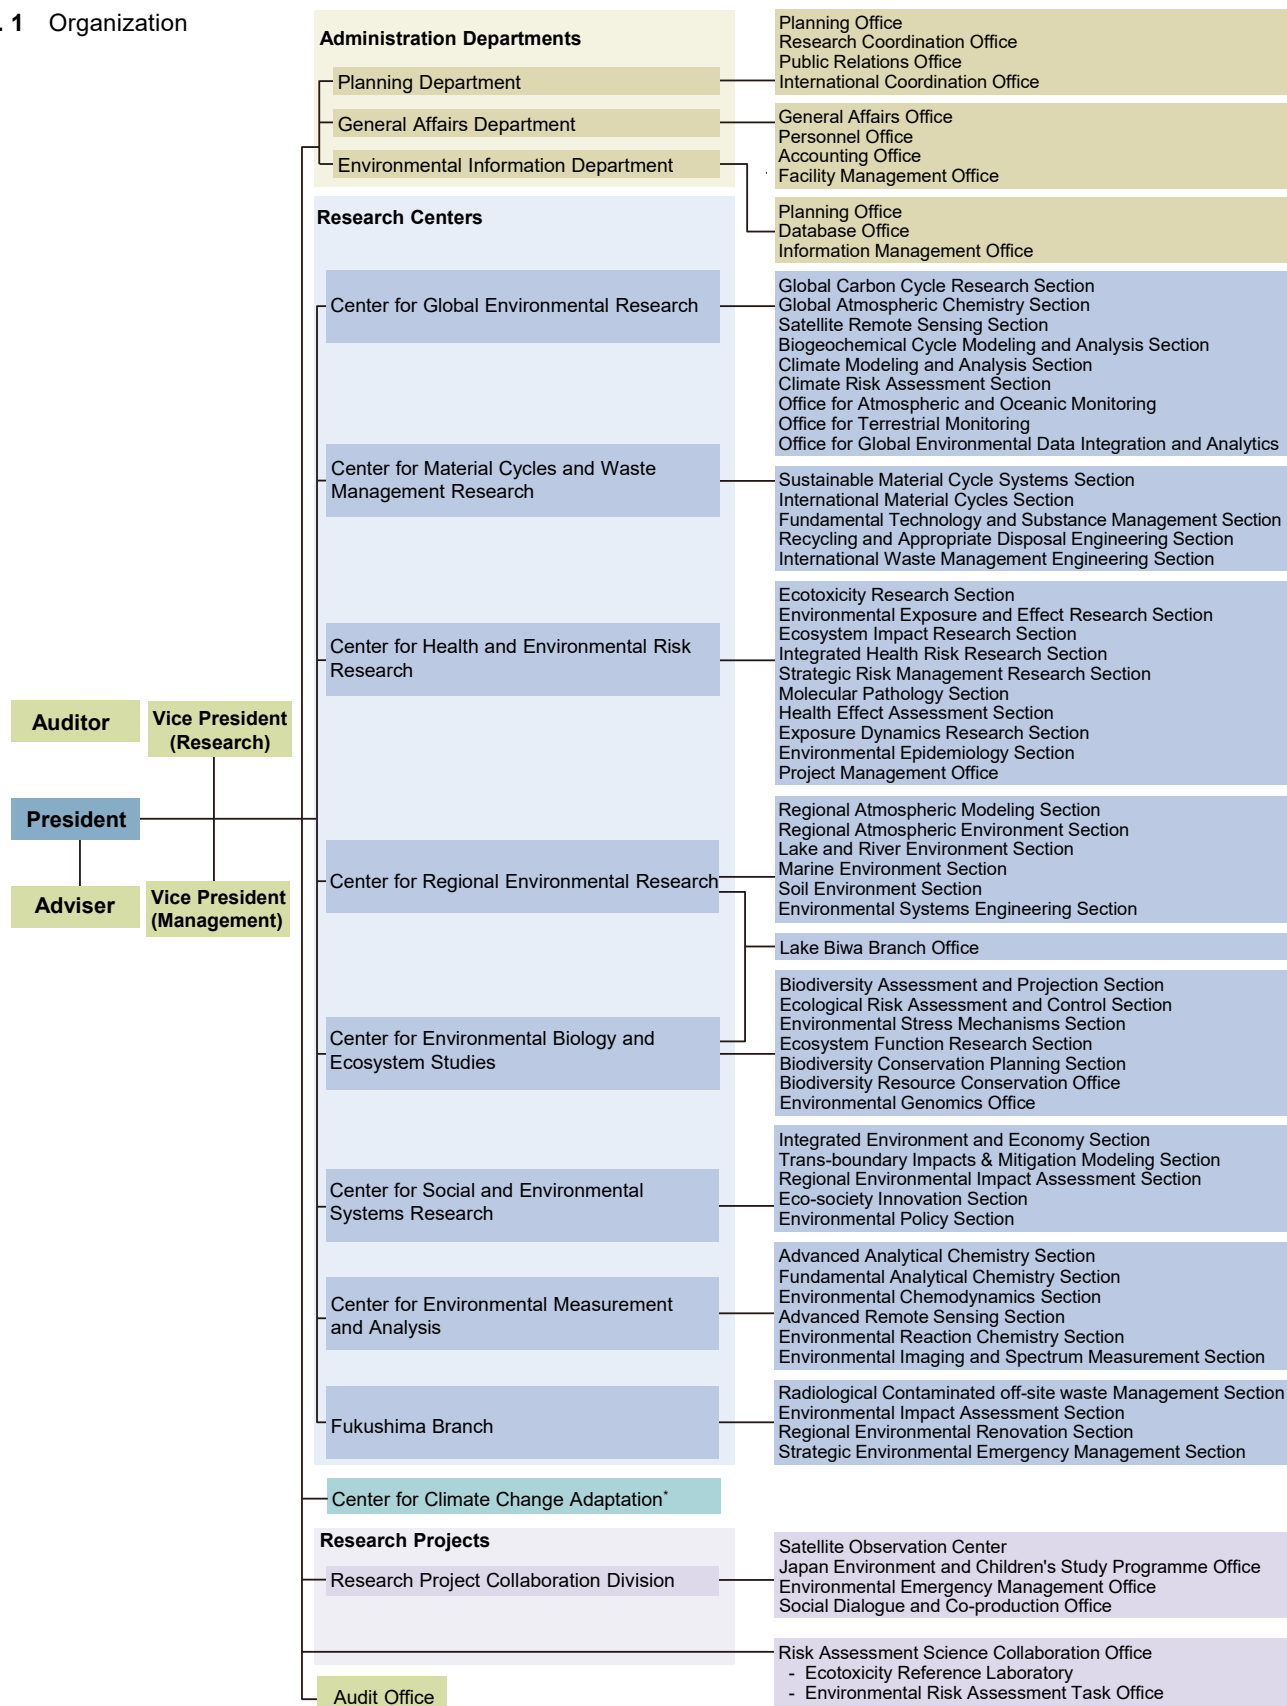 . 1 Organization
Administration Departments
Planning Department
General Affairs Department
Environmental Information Department
Planning Office
Research Coordination Office
Public Relations Office
International Coordination Office
General Affairs Office
Personnel Office
Accounting Office
Facility Management Office
Planning Office
Database Office
Information Management Office
Research Centers
Center for Global Environmental Research
Global Carbon Cycle Research Section
Global Atmospheric Chemistry Section
Satellite Remote Sensing Section
Biogeochemical Cycle Modeling and Analysis Section
Climate Modeling and Analysis Section
Climate Risk Assessment Section
Office for Atmospheric and Oceanic Monitoring
Office for Terrestrial Monitoring
Office for Global Environmental Data Integration and Analytics
Center for Material Cycles and Waste
Management Research
Sustainable Material Cycle Systems Section
International Material Cycles Section
Fundamental Technology and Substance Management Section
Recycling and Appropriate Disposal Engineering Section
International Waste Management Engineering Section
Center for Health and Environmental Risk
Research
Ecotoxicity Research Section
Environmental Exposure and Effect Research Section
Ecosystem Impact Research Section
Integrated Health Risk Research Section
Strategic Risk Management Research Section
Molecular Pathology Section
Health Effect Assessment Section
Exposure Dynamics Research Section
Environmental Epidemiology Section
Project Management Office
Auditor
Vice President
(Research)
President
Adviser
Vice President
(Management)
Center for Regional Environmental Research
Regional Atmospheric Modeling Section
Regional Atmospheric Environment Section
Lake and River Environment Section
Marine Environment Section
Soil Environment Section
Environmental Systems Engineering Section
Lake Biwa Branch Office
Center for Environmental Biology and
Ecosystem Studies
Biodiversity Assessment and Projection Section
Ecological Risk Assessment and Control Section
Environmental Stress Mechanisms Section
Ecosystem Function Research Section
Biodiversity Conservation Planning Section
Biodiversity Resource Conservation Office
Environmental Genomics Office
Center for Social and Environmental
Systems Research
Integrated Environment and Economy Section
Trans-boundary Impacts & Mitigation Modeling Section
Regional Environmental Impact Assessment Section
Eco-society Innovation Section
Environmental Policy Section
Center for Environmental Measurement
and Analysis
Advanced Analytical Chemistry Section
Fundamental Analytical Chemistry Section
Environmental Chemodynamics Section
Advanced Remote Sensing Section
Environmental Reaction Chemistry Section
Environmental Imaging and Spectrum Measurement Section
Fukushima Branch
Radiological Contaminated off-site waste Management Section
Environmental Impact Assessment Section
Regional Environmental Renovation Section
Strategic Environmental Emergency Management Section
Center for Climate Change Adaptation*
Research Projects
Research Project Collaboration Division
Satellite Observation Center
Japan Environment and Children's Study Programme Office
Environmental Emergency Management Office
Social Dialogue and Co-production Office
Risk Assessment Science Collaboration Office
- Ecotoxicity Reference Laboratory
- Environmental Risk Assessment Task Office
Audit Office